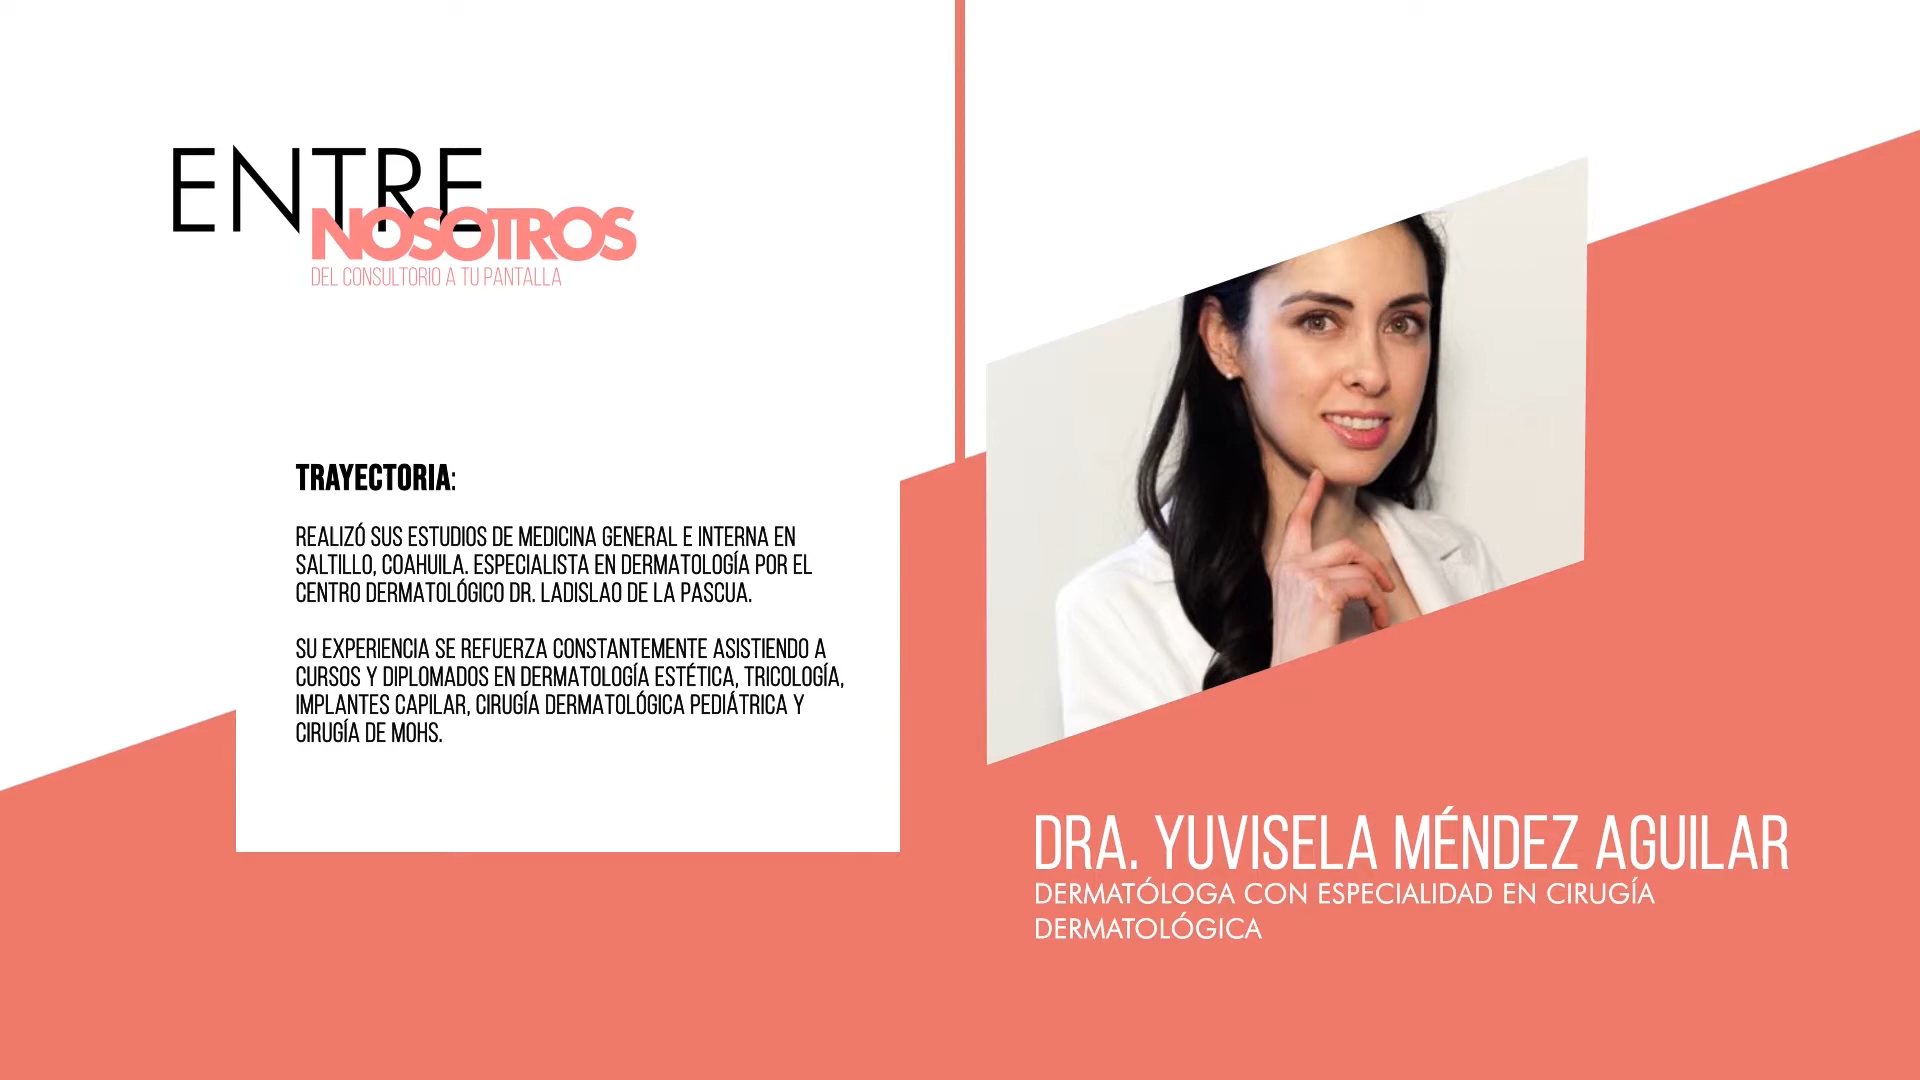 ENTRE
NOSOTROS
DEL CONSULTORIO A TU PANTALLA
TRAYECTORIA:
REALIZÓ SUS ESTUDIOS DE MEDICINA GENERAL E INTERNA EN
SALTILLO, COAHUILA. ESPECIALISTA EN DERMATOLOGÍA POR EL
CENTRO DERMATOLÓGICO DR. LADISLAO DE LA PASCUA.
SU EXPERIENCIA SE REFUERZA CONSTANTEMENTE ASISTIENDO A
CURSOS Y DIPLOMADOS EN DERMATOLOGÍA ESTÉTICA, TRICOLOGÍA,
IMPLANTES CAPILAR, CIRUGÍA DERMATOLÓGICA PEDIÁTRICA Y
CIRUGÍA DE MOHS.
DRA. YUVISELA MÉNDEZ AGUILAR
DERMATÓLOGA CON ESPECIALIDAD EN CIRUGÍA
DERMATOLÓGICA